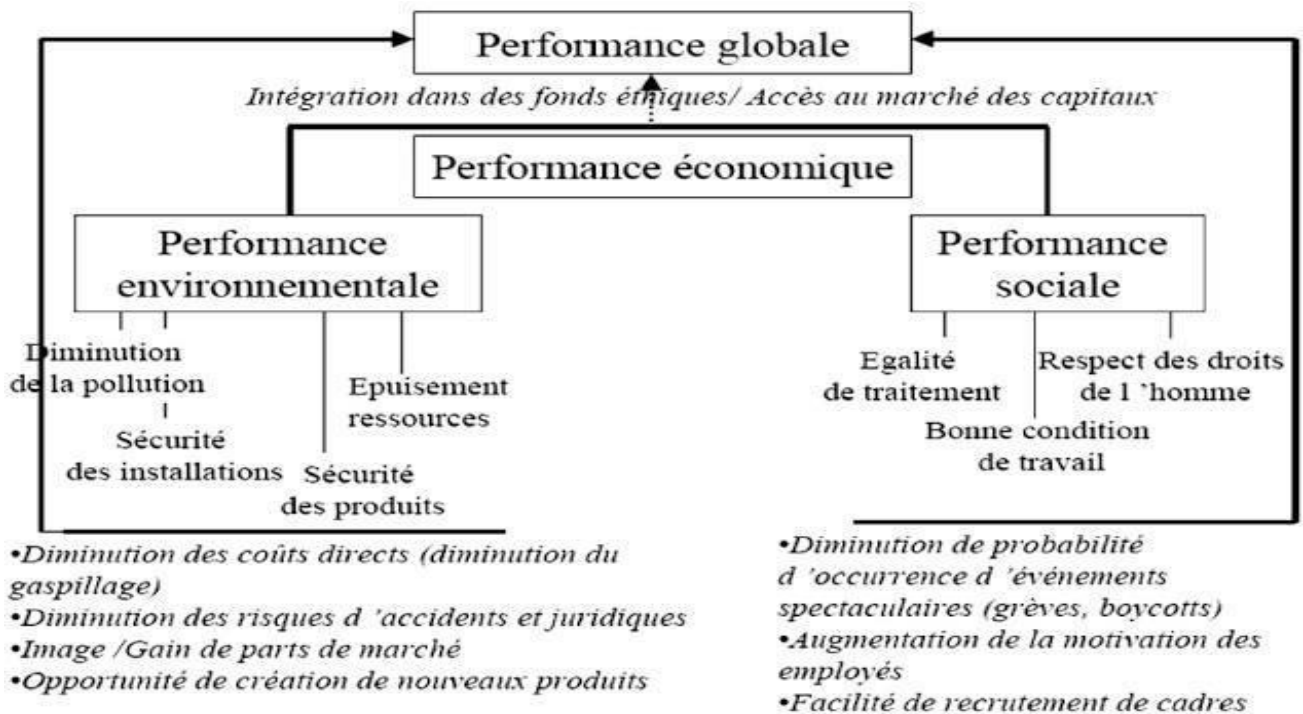 Performance globale
Intégration dans des fonds éthiques/ Accès au marché des capitaux
Performance économique
Performance
environnementale
Performance
sociale
Diminution
de la pollution
Sécurité
des installations
Sécurité
des produits
Epuisement
ressources
Egalité
de traitement
Bonne condition
de travail
Respect des droits
de l ’homme
•Diminution des coûts directs (diminution du
gaspillage)
•Diminution des risques d ’accidents et juridiques
•Image /Gain de parts de marché
•Opportunité de création de nouveaux produits
•Diminution de probabilité
d ’occurrence d ’événements
spectaculaires (grèves, boycotts)
•Augmentation de la motivation des
employés
•Facilité de recrutement de cadres